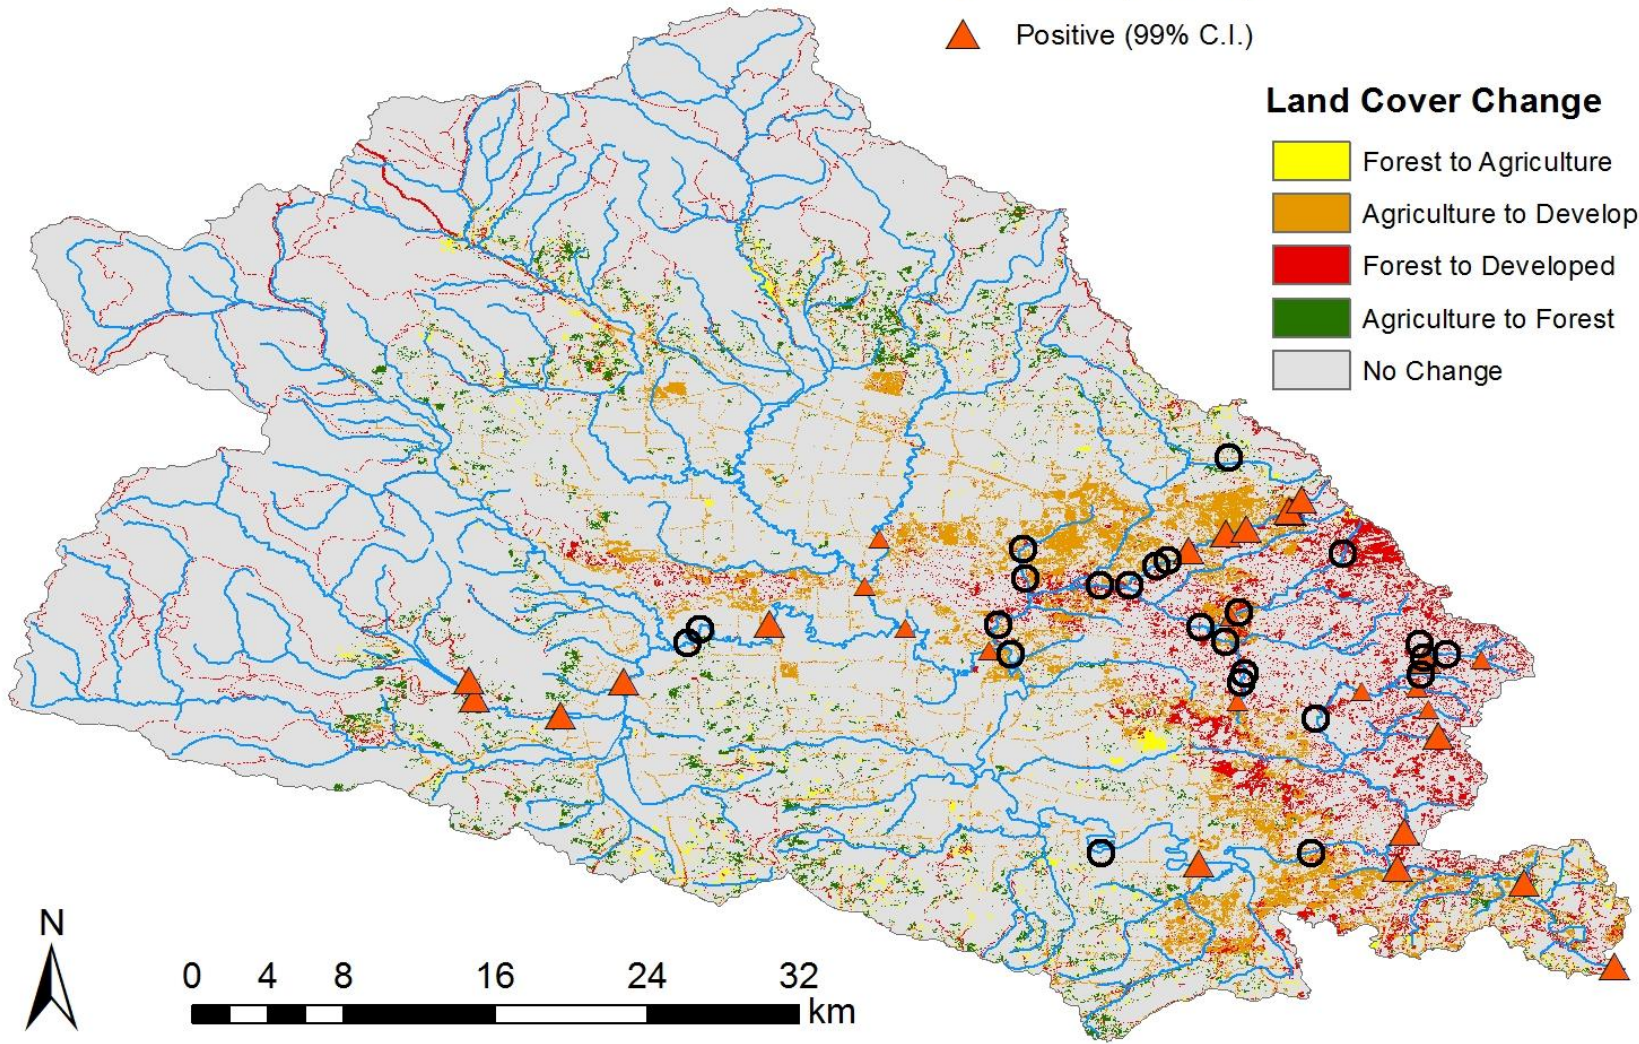 Positive (99% C.I.)
Land Cover Change
Forest to Agriculture
Agriculture to Develop
Forest to Developed
Agriculture to Forest
No Change
N
0 4 8 16 24 32
km